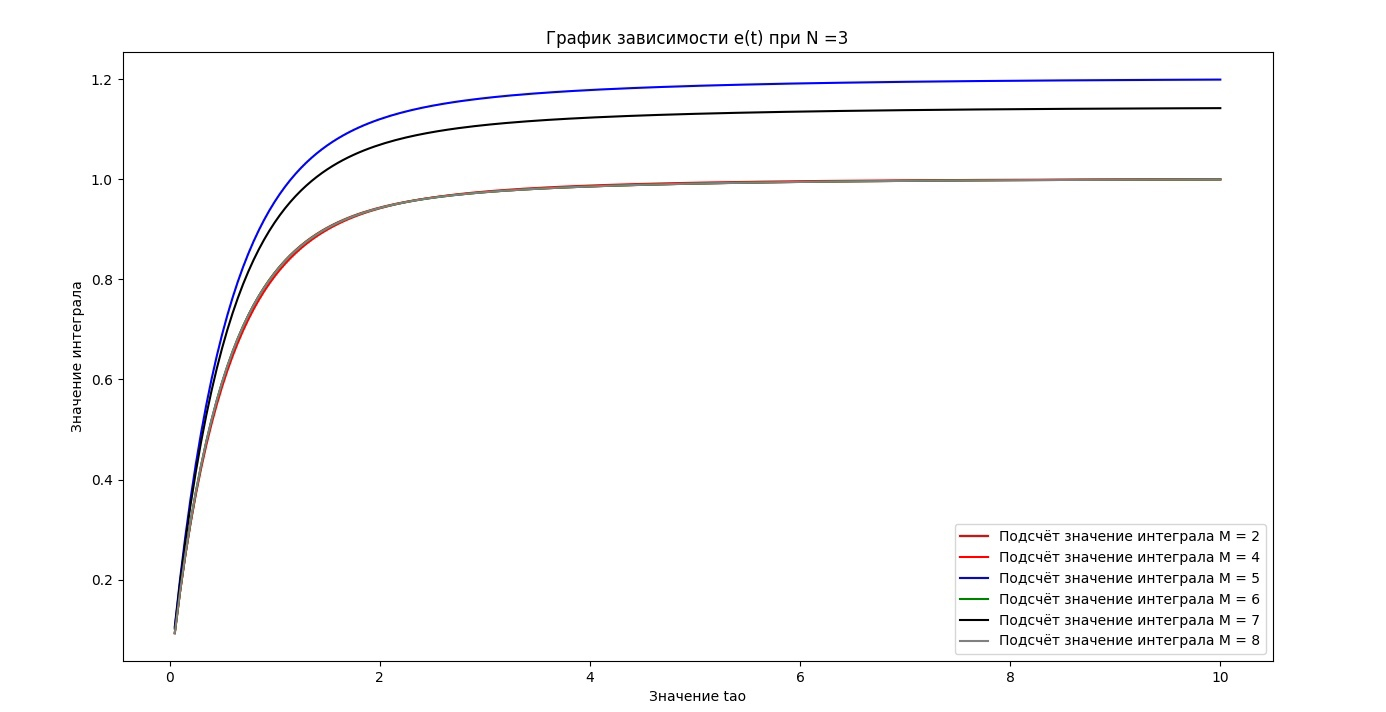 График зависимости e(t) при N =3
1.2
1.0
0.8
0.6
0.4
0.2
Значение интеграла
Подсчёт значение интеграла M = 2
Подсчёт значение интеграла M = 4
Подсчёт значение интеграла M = 5
Подсчёт значение интеграла M = 6
Подсчёт значение интеграла M = 7
Подсчёт значение интеграла M = 8
0 2 4 6 8 10
Значение tao